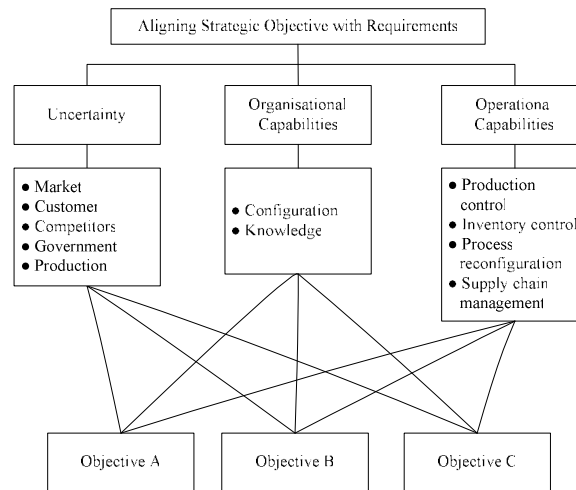 Aligning Strategic Objective with Requirements
Uncertainty
Organisational
Capabilities
Operationa
Capabilities
● Market
● Customer
● Competitors
● Government
● Production
● Configuration
● Knowledge
● Production
control
● Inventory control
● Process
reconfiguration
● Supply chain
management
Objective A
Objective B
Objective C